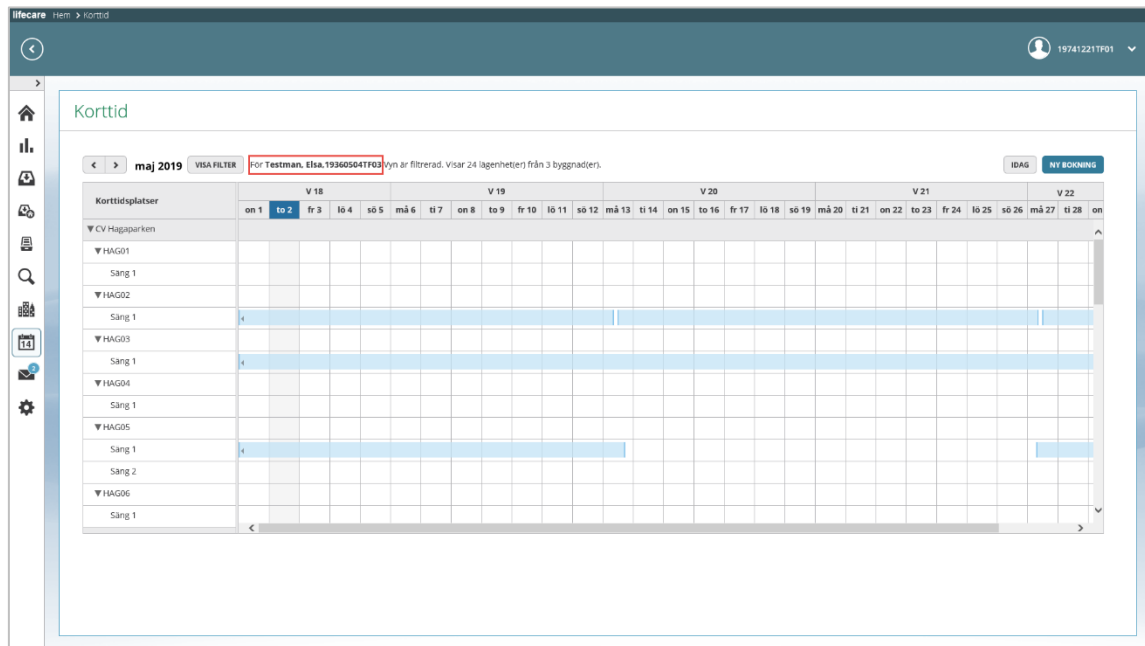 lifecare Hem > Korttid
19741221TF01
Korttid
maj 2019 VISA FILTER För Testman, Elsa,19360504TF03 Vyn är filtrerad. Visar 24 lägenhet(er) från 3 byggnad(er). IDAG NY BOKNING
Korttidsplatser V 18 V 19 V 20 V 21 V 22
on 1 to 2 fr 3 lö 4 sö 5 må 6 ti 7 on 8 to 9 fr 10 lö 11 sö 12 må 13 ti 14 on 15 to 16 fr 17 lö 18 sö 19 må 20 ti 21 on 22 to 23 fr 24 lö 25 sö 26 må 27 ti 28 on
CV Hagaparken
HAG01
Säng 1
HAG02
Säng 1
HAG03
Säng 1
HAG04
Säng 1
HAG05
Säng 1
Säng 2
HAG06
Säng 1
14